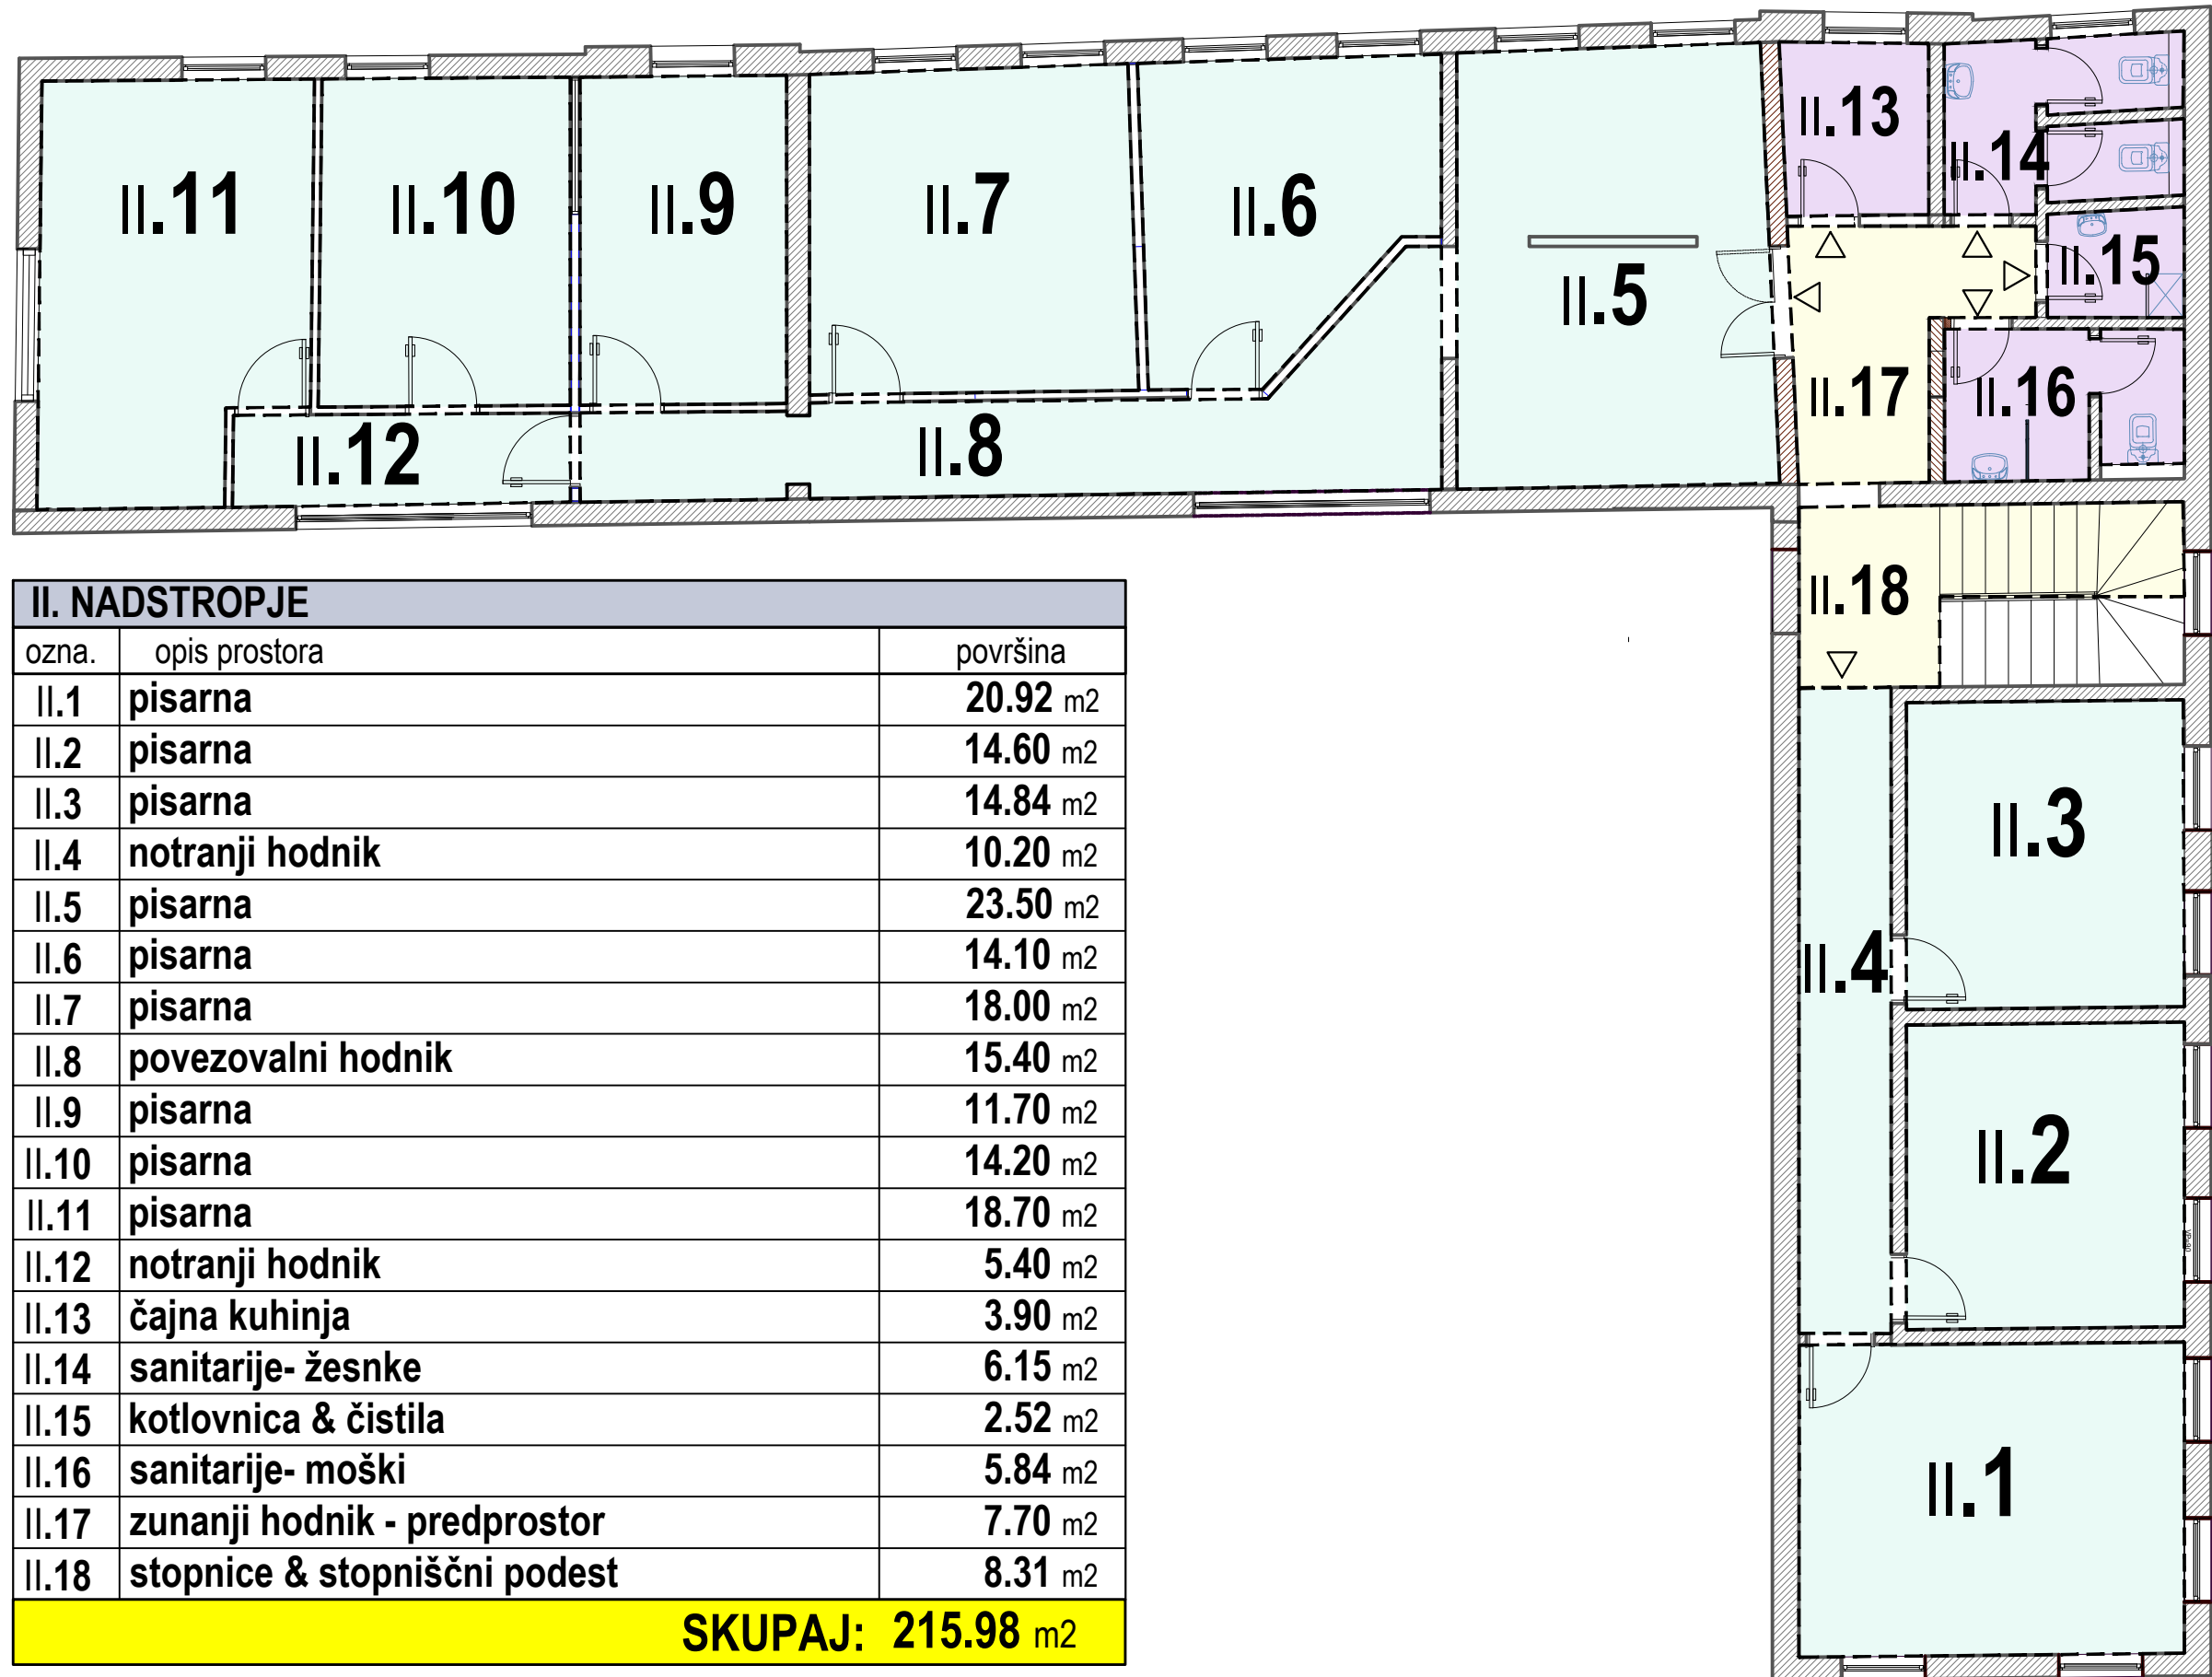 II.11
II.10
II.9
II.7
II.6
II.5
II.13
II.14
II.15
II.12
II.8
II.17
II.16
II.18
II.3
II.4
II.2
II.1
II. NADSTROPJE
ozna. opis prostora površina
II.1 pisarna 20.92 m2
II.2 pisarna 14.60 m2
II.3 pisarna 14.84 m2
II.4 notranji hodnik 10.20 m2
II.5 pisarna 23.50 m2
II.6 pisarna 14.10 m2
II.7 pisarna 18.00 m2
II.8 povezovalni hodnik 15.40 m2
II.9 pisarna 11.70 m2
II.10 pisarna 14.20 m2
II.11 pisarna 18.70 m2
II.12 notranji hodnik 5.40 m2
II.13 čajna kuhinja 3.90 m2
II.14 sanitarije- žesnke 6.15 m2
II.15 kotlovnica & čistila 2.52 m2
II.16 sanitarije- moški 5.84 m2
II.17 zunanji hodnik - predprostor 7.70 m2
II.18 stopnice & stopniščni podest 8.31 m2
SKUPAJ: 215.98 m2